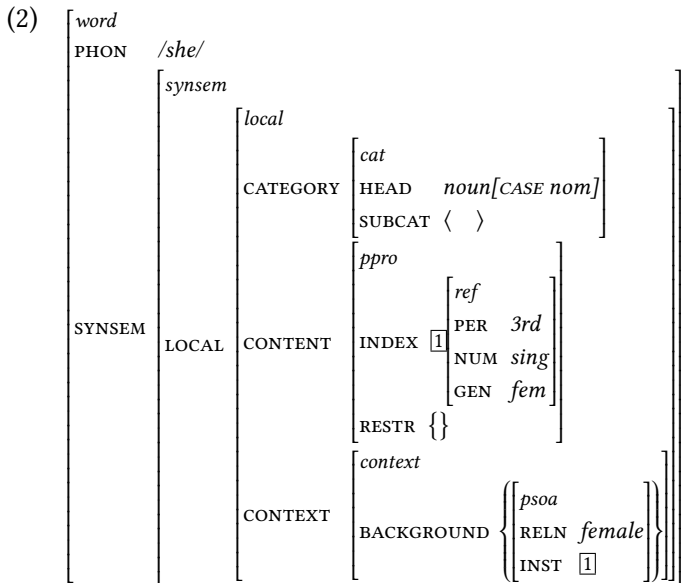 (2)
word
PHON /she/
synsem
local
cat
CATEGORY HEAD noun[CASE nom]
SUBCAT ⟨ ⟩
ppro
ref
PER 3rd
SYNSEM LOCAL CONTENT INDEX 1
NUM sing
GEN fem
RESTR {}
context
psoa
CONTEXT BACKGROUND { RELN female }
INST 1